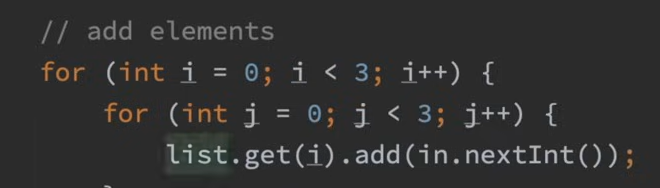 // add elements
for (int i = 0; i < 3; i++) {
for (int j = 0; j < 3; j++) {
list.get(i).add(in.nextInt());